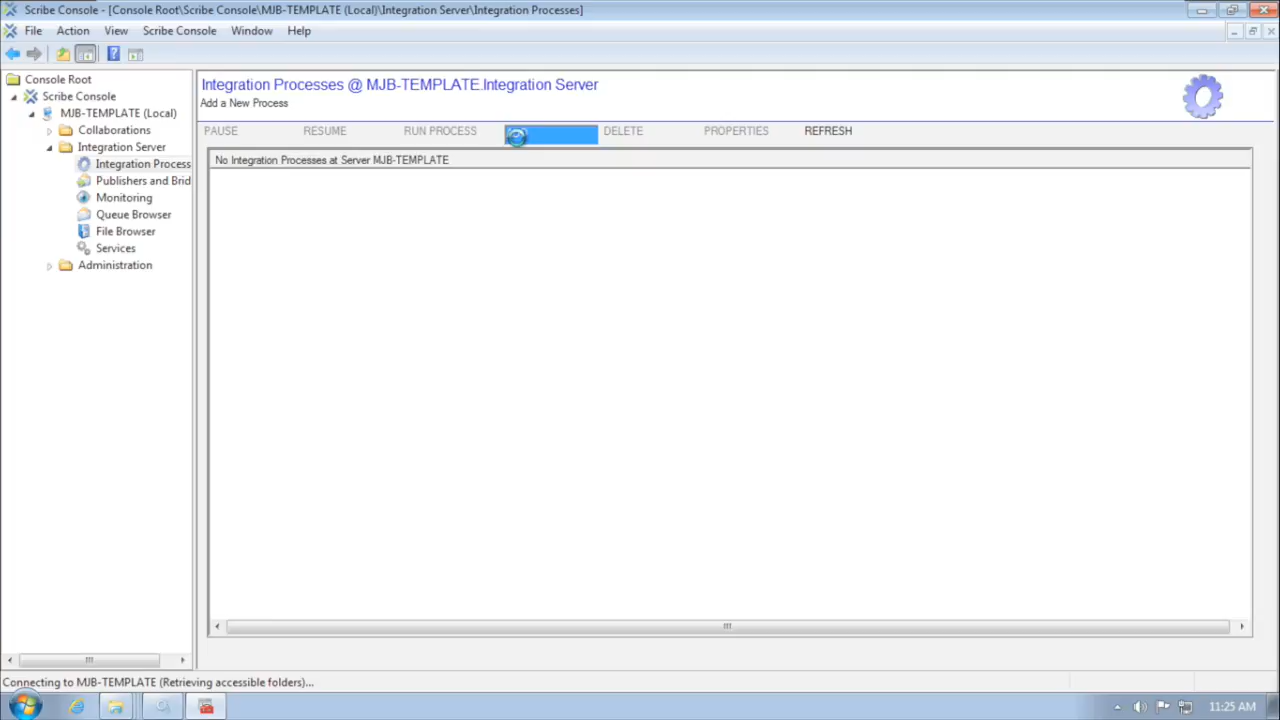 Scribe Console - [Console Root\Scribe Console\MJB-TEMPLATE (Local)\Integration Server\Integration Processes]
File Action View Scribe Console Window Help
Console Root
Scribe Console
MJB-TEMPLATE (Local)
Collaborations
Integration Server
Integration Process
Publishers and Brid
Monitoring
Queue Browser
File Browser
Services
Administration
Integration Processes @ MJB-TEMPLATE.Integration Server
Add a New Process
PAUSE RESUME RUN PROCESS DELETE PROPERTIES REFRESH
No Integration Processes at Server MJB-TEMPLATE
Connecting to MJB-TEMPLATE (Retrieving accessible folders)...
11:25 AM